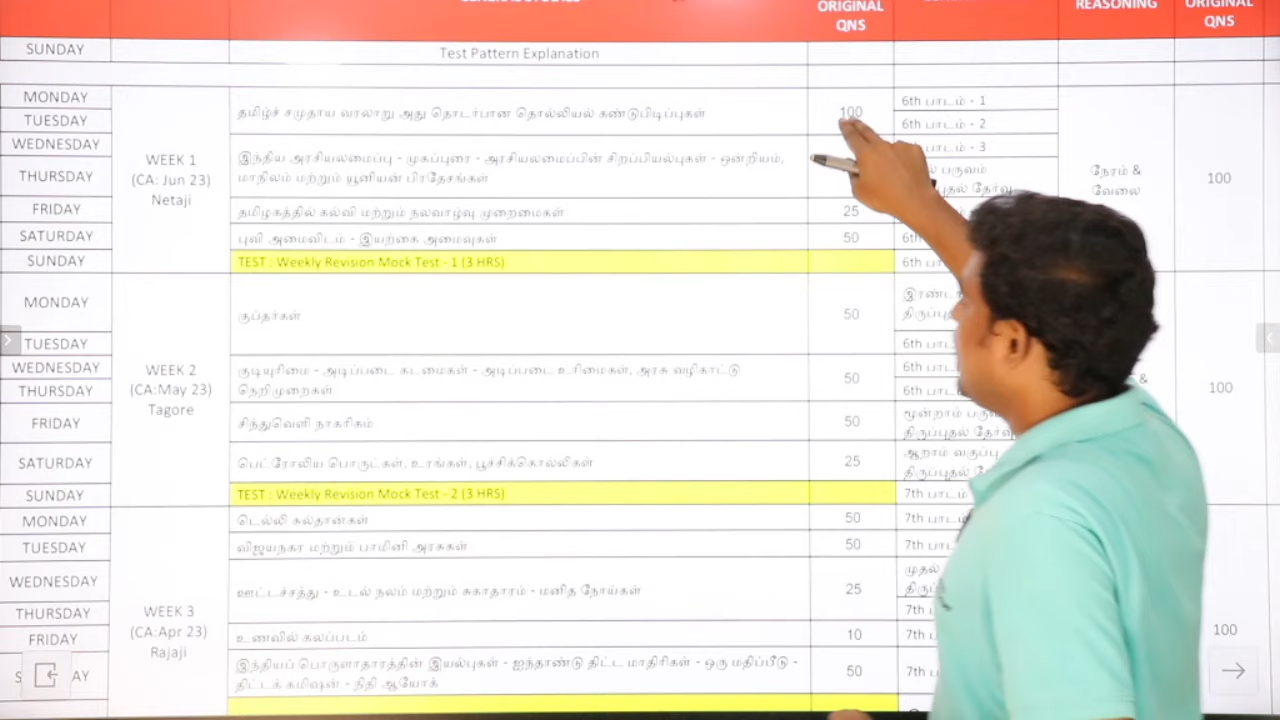 ORIGINAL
QNS
REASONING
ORIGINAL
QNS
SUNDAY
Test Pattern Explanation
MONDAY
TUESDAY
WEDNESDAY
THURSDAY
FRIDAY
SATURDAY
SUNDAY
WEEK 1
(CA: Jun 23)
Netaji
தமிழ்ச் சமுதாய வரலாறு அது தொடர்பான தொல்லியல் கண்டுபிடிப்புகள்
100
இந்திய அரசியலமைப்பு - முகப்புரை - அரசியலமைப்பின் சிறப்பியல்புகள் - ஒன்றியம்,
மாநிலம் மற்றும் யூனியன் பிரதேசங்கள்
தமிழகத்தில் கல்வி மற்றும் நலவாழ்வு முறைமைகள்
25
புவி அமைவிடம் - இயற்கை அமைவுகள்
50
TEST : Weekly Revision Mock Test - 1 (3 HRS)
6th பாடம் - 1
6th பாடம் - 2
- 3
பருவம்
தேர்வு
6th
6th
நேரம் &
வேலை
100
MONDAY
TUESDAY
WEDNESDAY
THURSDAY
FRIDAY
SATURDAY
SUNDAY
WEEK 2
(CA:May 23)
Tagore
குப்தர்கள்
50
குடியுரிமை - அடிப்படை கடமைகள் - அடிப்படை உரிமைகள், அரசு வழிகாட்டு
நெறிமுறைகள்
50
சிந்துவெளி நாகரிகம்
50
பெட்ரோலிய பொருட்கள், உரங்கள், பூச்சிக்கொல்லிகள்
25
TEST : Weekly Revision Mock Test - 2 (3 HRS)
6th
6th
6th
மூன்றாம்
திருப்புதல்
ஆறாம் வகுப்பு
திருப்புதல்
7th பாடம்
&
100
MONDAY
TUESDAY
WEDNESDAY
THURSDAY
FRIDAY
WEEK 3
(CA:Apr 23)
Rajaji
டெல்லி சுல்தான்கள்
50
விஜயநகர மற்றும் பாமினி அரசுகள்
50
ஊட்டச்சத்து - உடல் நலம் மற்றும் சுகாதாரம் - மனித நோய்கள்
25
உணவில் கலப்படம்
10
இந்தியப் பொருளாதாரத்தின் இயல்புகள் - ஐந்தாண்டு திட்ட மாதிரிகள் - ஒரு மதிப்பீடு -
திட்டக் கமிஷன் - நிதி ஆயோக்
50
7th
7th
முதல்
7th
7th
7th
100